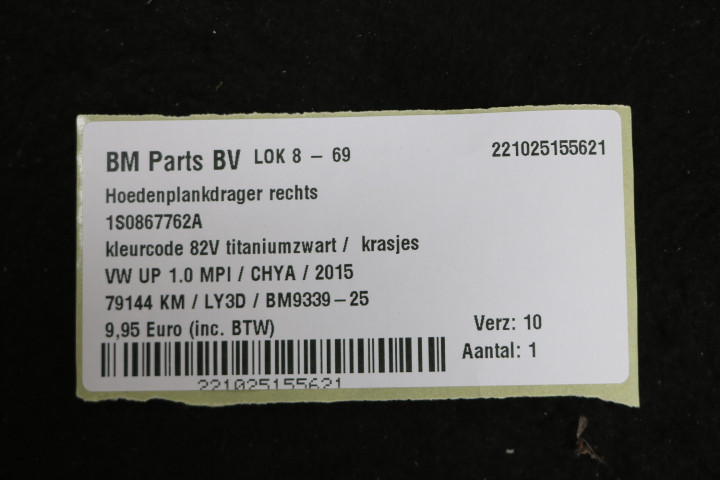 BM Parts BV LOK 8 - 69 221025155621
Hoedenplankdrager rechts
1S0867762A
kleurcode 82V titaniumzwart / krasjes
VW UP 1.0 MPI / CHYA / 2015
79144 KM / LY3D / BM9339-25
9,95 Euro (inc. BTW) Verz: 10
Aantal: 1
221025155621